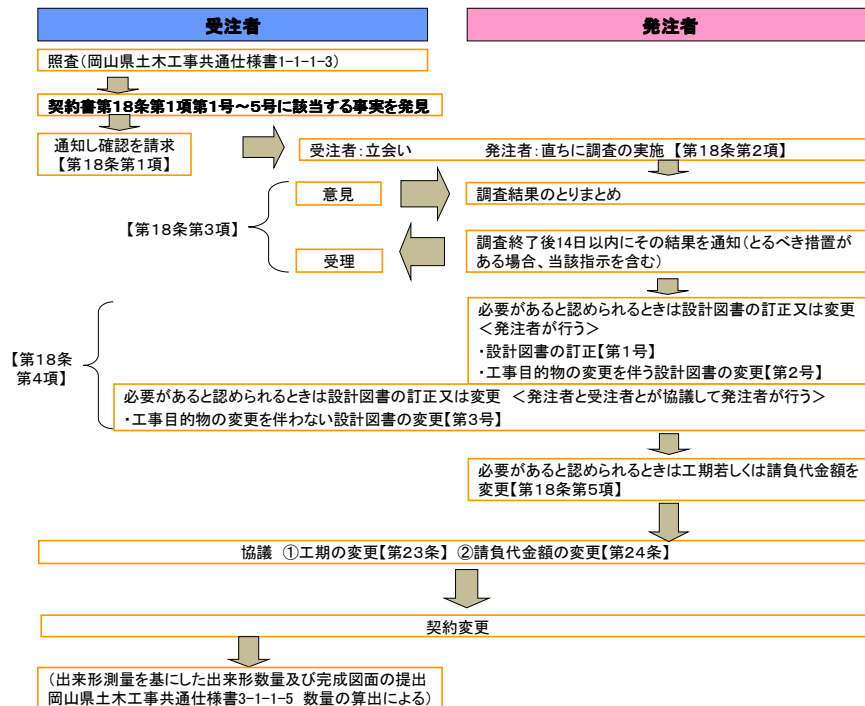 受注者
発注者
照査(岡山県土木工事共通仕様書1-1-1-3)
契約書第18条第1項第1号～5号に該当する事実を発見
通知し確認を請求
【第18条第1項】
受注者:立会い 発注者:直ちに調査の実施 【第18条第2項】
意見
調査結果のとりまとめ
【第18条第3項】
受理
調査終了後14日以内にその結果を通知(とるべき措置が
ある場合、当該指示を含む)
必要があると認められるときは設計図書の訂正又は変更
＜発注者が行う＞
・設計図書の訂正【第1号】
・工事目的物の変更を伴う設計図書の変更【第2号】
【第18条
第4項】
必要があると認められるときは設計図書の訂正又は変更 ＜発注者と受注者とが協議して発注者が行う＞
・工事目的物の変更を伴わない設計図書の変更【第3号】
必要があると認められるときは工期若しくは請負代金額を
変更【第18条第5項】
協議 ①工期の変更【第23条】 ②請負代金額の変更【第24条】
契約変更
(出来形測量を基にした出来形数量及び完成図面の提出
岡山県土木工事共通仕様書3-1-1-5 数量の算出による)